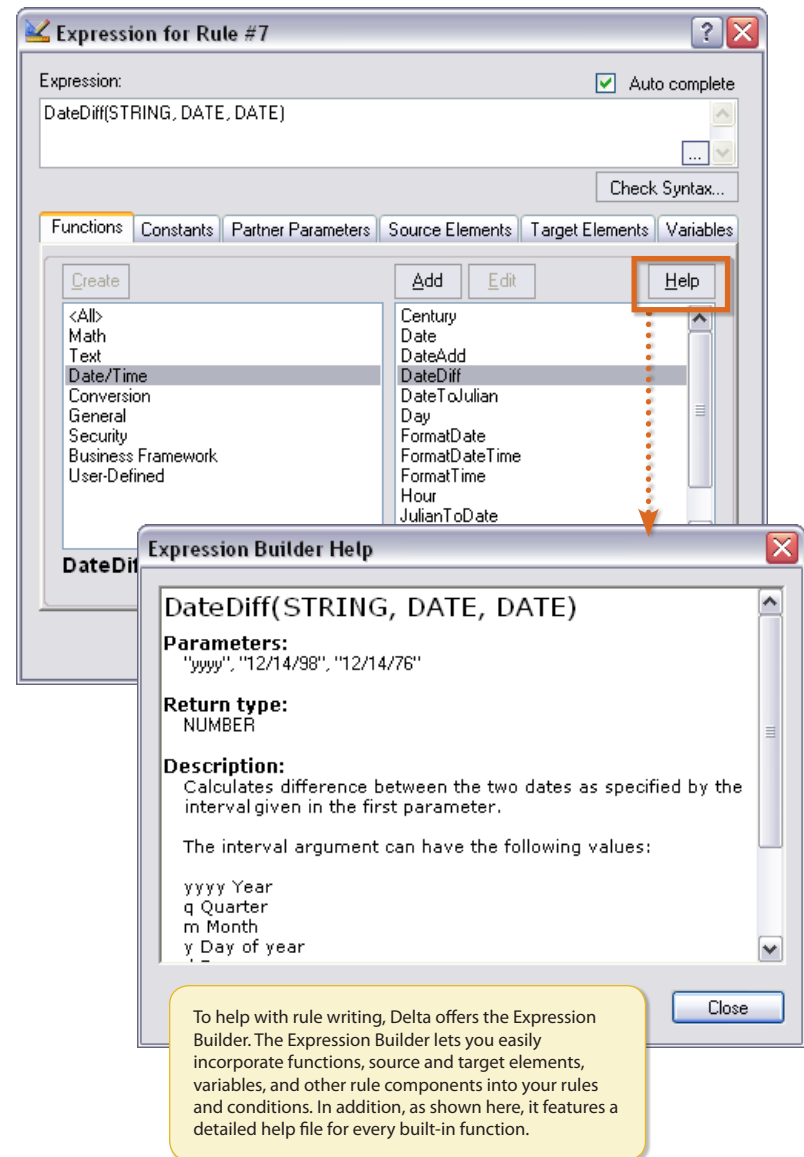 Expression for Rule #7
Expression:
Auto complete
DateDiff(STRING, DATE, DATE)
...
Check Syntax...
Functions
Constants
Partner Parameters
Source Elements
Target Elements
Variables
Create
Add
Edit
Help
<All>
Math
Text
Date/Time
Conversion
General
Security
Business Framework
User-Defined
Century
Date
DateAdd
DateDiff
DateToJulian
Day
FormatDate
FormatDateTime
FormatTime
Hour
JulianToDate
Expression Builder Help
DateDiff(STRING, DATE, DATE)
Parameters:
"yyyy", "12/14/98", "12/14/76"
Return type:
NUMBER
Description:
Calculates difference between the two dates as specified by the
interval given in the first parameter.
The interval argument can have the following values:
yyyy Year
q Quarter
m Month
y Day of year
Close
To help with rule writing, Delta offers the Expression
Builder. The Expression Builder lets you easily
incorporate functions, source and target elements,
variables, and other rule components into your rules
and conditions. In addition, as shown here, it features a
detailed help file for every built-in function.